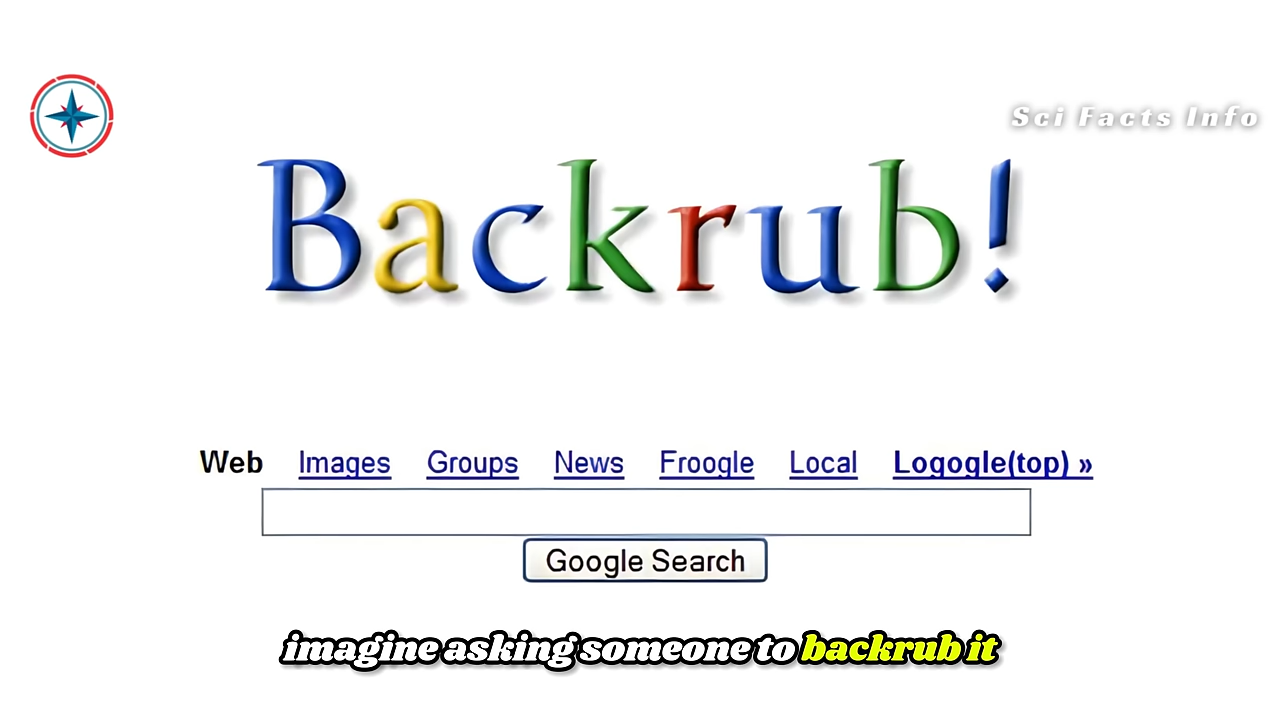 Sci Facts Info
Backrub!
Web Images Groups News Froogle Local Logogle(top) »
Google Search
imagine asking someone to backrub it